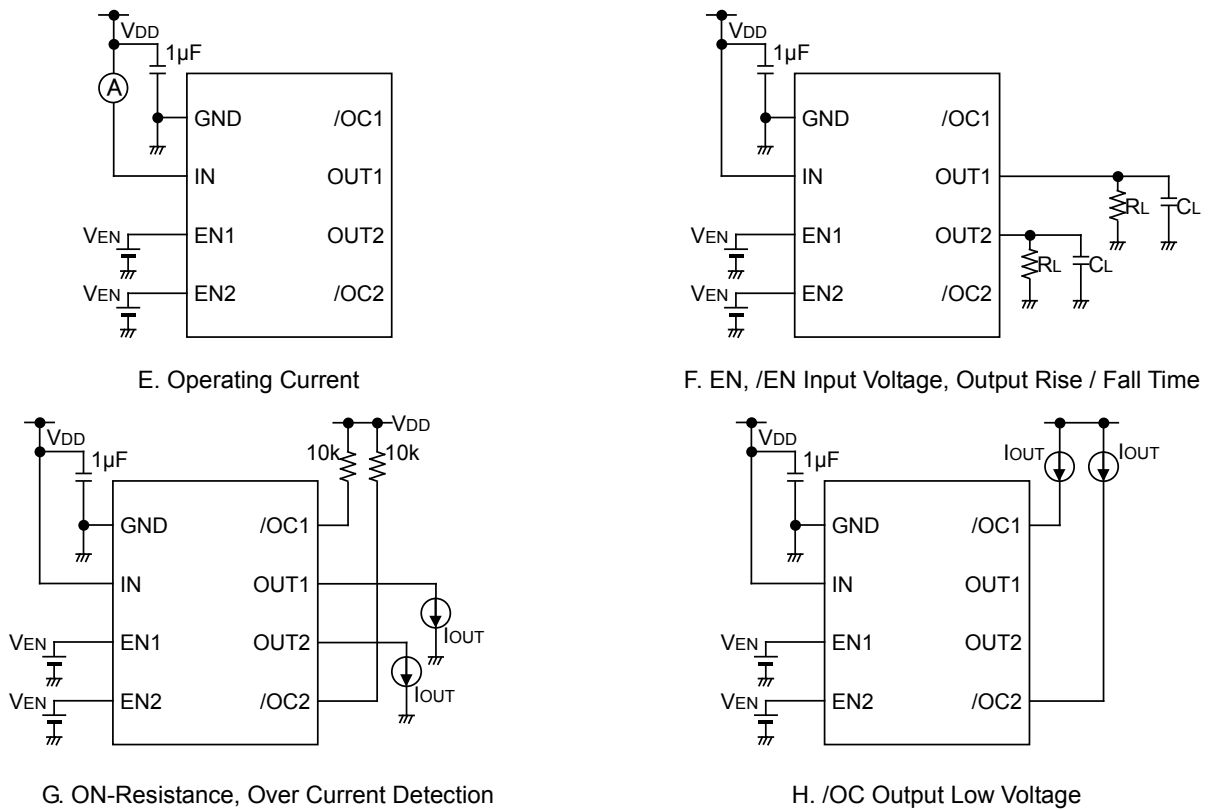 VDD
1µF
A
GND /OC1
IN OUT1
VEN EN1 OUT2
VEN EN2 /OC2
E. Operating Current
VDD
1µF
GND /OC1
IN OUT1
RL CL
VEN EN1 OUT2
RL CL
VEN EN2 /OC2
F. EN, /EN Input Voltage, Output Rise / Fall Time
VDD VDD
1µF 10k 10k
GND /OC1
IN OUT1
IOUT
VEN EN1 OUT2
IOUT
VEN EN2 /OC2
G. ON-Resistance, Over Current Detection
VDD
1µF IOUT IOUT
GND /OC1
IN OUT1
VEN EN1 OUT2
VEN EN2 /OC2
H. /OC Output Low Voltage